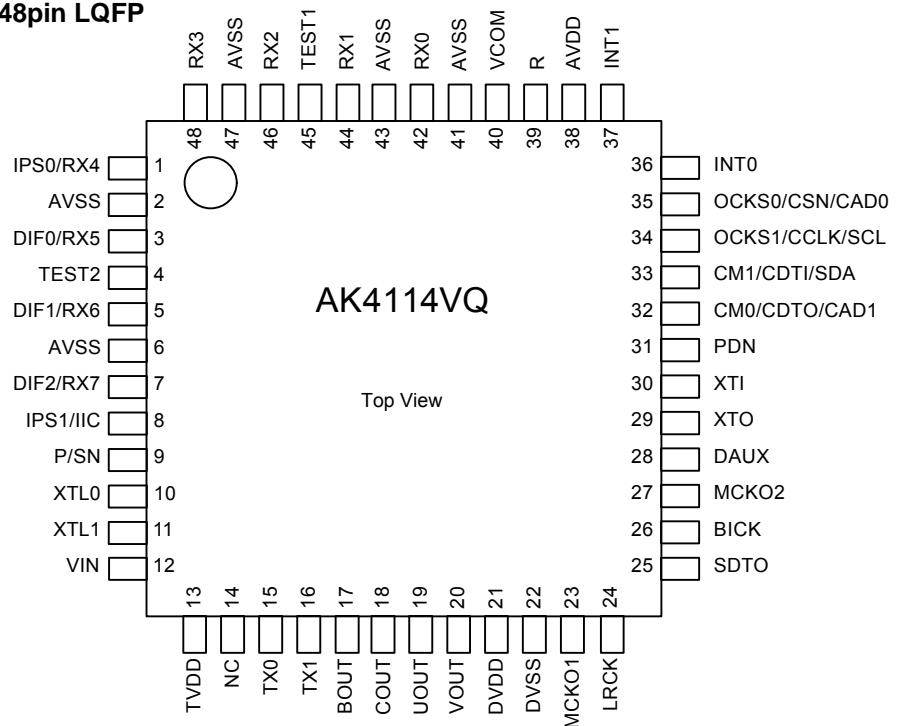 48pin LQFP
RX3
AVSS
RX2
TEST1
RX1
AVSS
RX0
AVSS
VCOM
R
AVDD
INT1
48
47
46
45
44
43
42
41
40
39
38
37
IPS0/RX4 1
AVSS 2
DIF0/RX5 3
TEST2 4
DIF1/RX6 5
AVSS 6
DIF2/RX7 7
IPS1/IIC 8
P/SN 9
XTL0 10
XTL1 11
VIN 12
AK4114VQ
Top View
36 INT0
35 OCKS0/CSN/CAD0
34 OCKS1/CCLK/SCL
33 CM1/CDTI/SDA
32 CM0/CDTO/CAD1
31 PDN
30 XTI
29 XTO
28 DAUX
27 MCKO2
26 BICK
25 SDTO
13
14
15
16
17
18
19
20
21
22
23
24
TVDD
NC
TX0
TX1
BOUT
COUT
UOUT
VOUT
DVDD
DVSS
MCKO1
LRCK